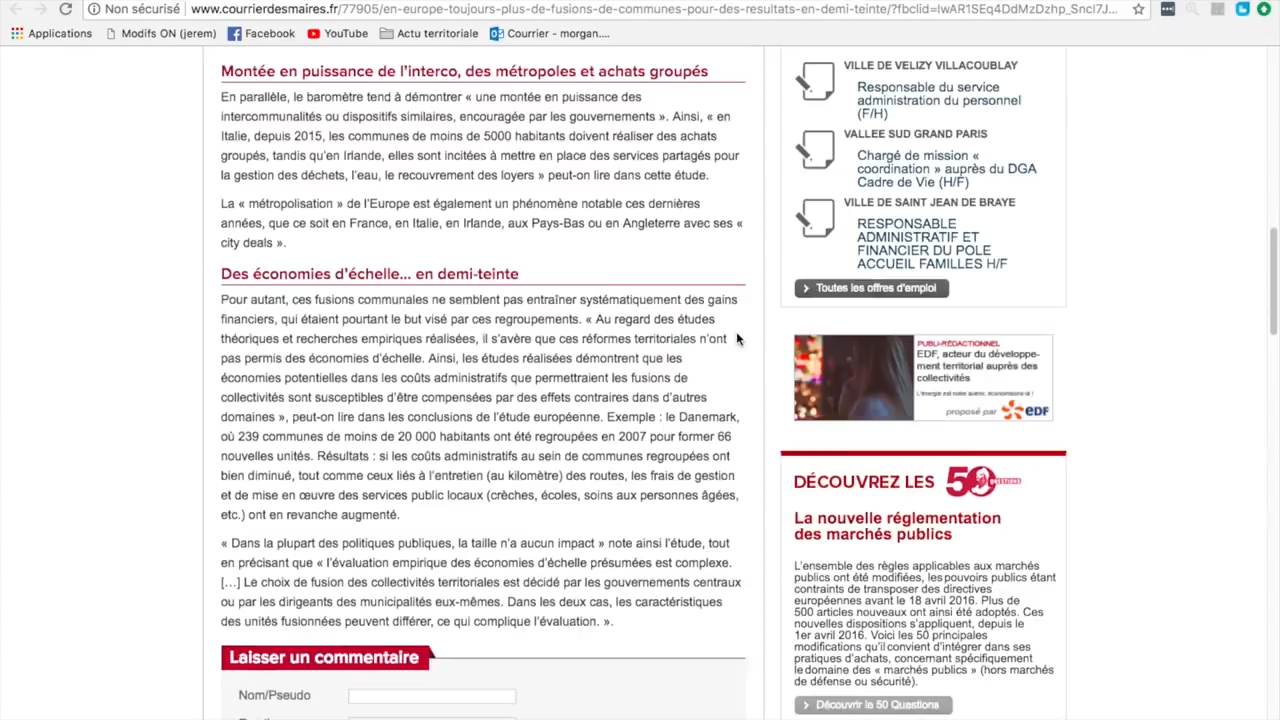 Non sécurisé
www.courrierdesmaires.fr/77905/en-europe-toujours-plus-de-fusions-de-communes-pour-des-resultats-en-demi-teinte/?fbclid=IwAR1SEq4DdMzDzhp_SncI7J...
Applications
Modifs ON (jerem)
Facebook
YouTube
Actu territoriale
Courrier - morgan....
Montée en puissance de l'interco, des métropoles et achats groupés
En parallèle, le baromètre tend à démontrer « une montée en puissance des
intercommunalités ou dispositifs similaires, encouragée par les gouvernements ». Ainsi, « en
Italie, depuis 2015, les communes de moins de 5000 habitants doivent réaliser des achats
groupés, tandis qu'en Irlande, elles sont incitées à mettre en place des services partagés pour
la gestion des déchets, l'eau, le recouvrement des loyers » peut-on lire dans cette étude.
La « métropolisation » de l'Europe est également un phénomène notable ces dernières
années, que ce soit en France, en Italie, en Irlande, aux Pays-Bas ou en Angleterre avec ses «
city deals ».
Des économies d'échelle... en demi-teinte
Pour autant, ces fusions communales ne semblent pas entraîner systématiquement des gains
financiers, qui étaient pourtant le but visé par ces regroupements. « Au regard des études
théoriques et recherches empiriques réalisées, il s'avère que ces réformes territoriales n'ont
pas permis des économies d'échelle. Ainsi, les études réalisées démontrent que les
économies potentielles dans les coûts administratifs que permettraient les fusions de
collectivités sont susceptibles d'être compensées par des effets contraires dans d'autres
domaines », peut-on lire dans les conclusions de l'étude européenne. Exemple : le Danemark,
où 239 communes de moins de 20 000 habitants ont été regroupées en 2007 pour former 66
nouvelles unités. Résultats : si les coûts administratifs au sein de communes regroupées ont
bien diminué, tout comme ceux liés à l'entretien (au kilomètre) des routes, les frais de gestion
et de mise en œuvre des services public locaux (crèches, écoles, soins aux personnes âgées,
etc.) ont en revanche augmenté.
« Dans la plupart des politiques publiques, la taille n'a aucun impact » note ainsi l'étude, tout
en précisant que « l'évaluation empirique des économies d'échelle présumées est complexe.
[…] Le choix de fusion des collectivités territoriales est décidé par les gouvernements centraux
ou par les dirigeants des municipalités eux-mêmes. Dans les deux cas, les caractéristiques
des unités fusionnées peuvent différer, ce qui complique l'évaluation. ».
Laisser un commentaire
Nom/Pseudo
VILLE DE VELIZY VILLACOUBLAY
Responsable du service
administration du personnel
(F/H)
VALLEE SUD GRAND PARIS
Chargé de mission «
coordination » auprès du DGA
Cadre de Vie (H/F)
VILLE DE SAINT JEAN DE BRAYE
RESPONSABLE
ADMINISTRATIF ET
FINANCIER DU POLE
ACCUEIL FAMILLES H/F
Toutes les offres d'emploi
PUBLI-RÉDACTIONNEL
EDF, acteur du développe-
ment territorial auprès des
collectivités
L'énergie est notre avenir, économisons-la !
proposé par EDF
DÉCOUVREZ LES 50 QUESTIONS
La nouvelle réglementation
des marchés publics
L'ensemble des règles applicables aux marchés
publics ont été modifiées, les pouvoirs publics étant
contraints de transposer des directives
européennes avant le 18 avril 2016. Plus de
500 articles nouveaux ont ainsi été adoptés. Ces
nouvelles dispositions s'appliquent, depuis le
1er avril 2016. Voici les 50 principales
modifications qu'il convient d'intégrer dans ses
pratiques d'achats, concernant spécifiquement
le domaine des « marchés publics » (hors marchés
de défense ou sécurité).
Découvrir le 50 Questions